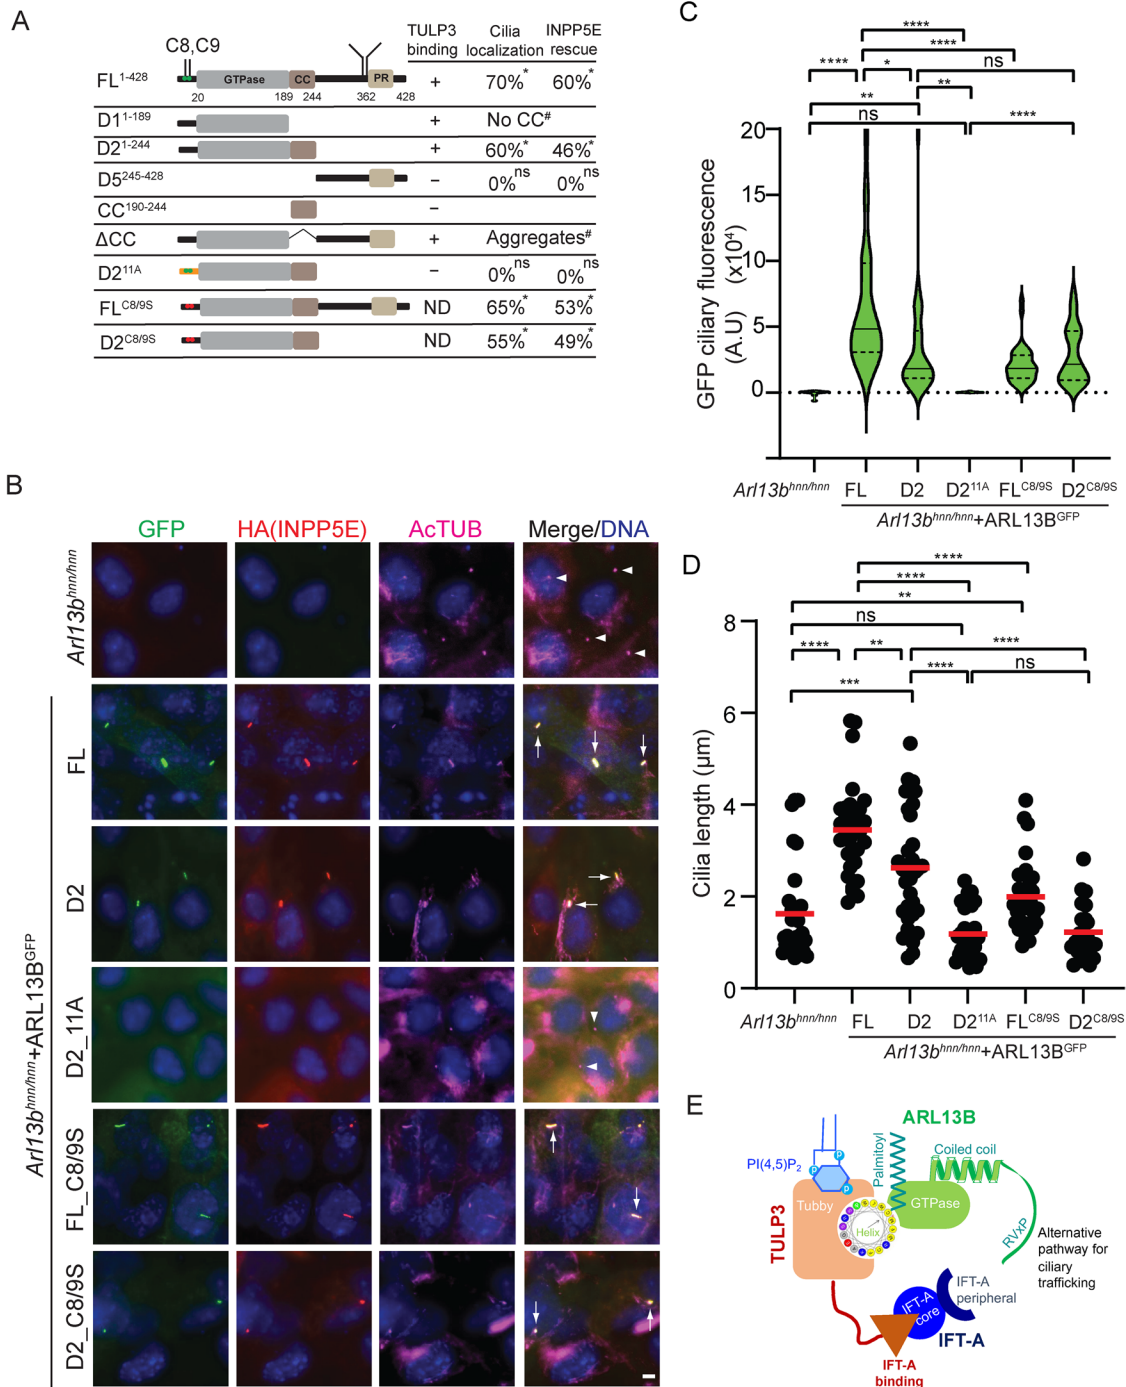 A
TULP3 binding Cilia localization INPP5E rescue
C8,C9
FL1-428 GTPase CC PR + 70%* 60%*
20 189 244 362 428
D11-189 + No CC#
D21-244 + 60%* 46%*
D5245-428 – 0%ns 0%ns
CC190-244 –
ΔCC + Aggregates#
D211A – 0%ns 0%ns
FLC8/9S ND 65%* 53%*
D2C8/9S ND 55%* 49%*
B
GFP HA(INPP5E) AcTUB Merge/DNA
Arl13bhnn/hnn
FL
D2
D2_11A
FL_C8/9S
D2_C8/9S
Arl13bhnn/hnn+ARL13BGFP
C
****
****
**** * ns
** **
ns ****
GFP ciliary fluorescence
(A.U) (x104)
20
15
10
5
0
Arl13bhnn/hnn FL D2 D211A FLC8/9S D2C8/9S
Arl13bhnn/hnn+ARL13BGFP
D
****
****
**
ns
**** ** ****
**** ns
***
Cilia length (µm)
8
6
4
2
0
Arl13bhnn/hnn FL D2 D211A FLC8/9S D2C8/9S
Arl13bhnn/hnn+ARL13BGFP
E
ARL13B
PI(4,5)P2
P
P
P
Palmitoyl
Coiled coil
Tubby
GTPase
Helix
TULP3
RVxP
Alternative
pathway for
ciliary
trafficking
IFT-A
peripheral
IFT-A
core
IFT-A
IFT-A
binding